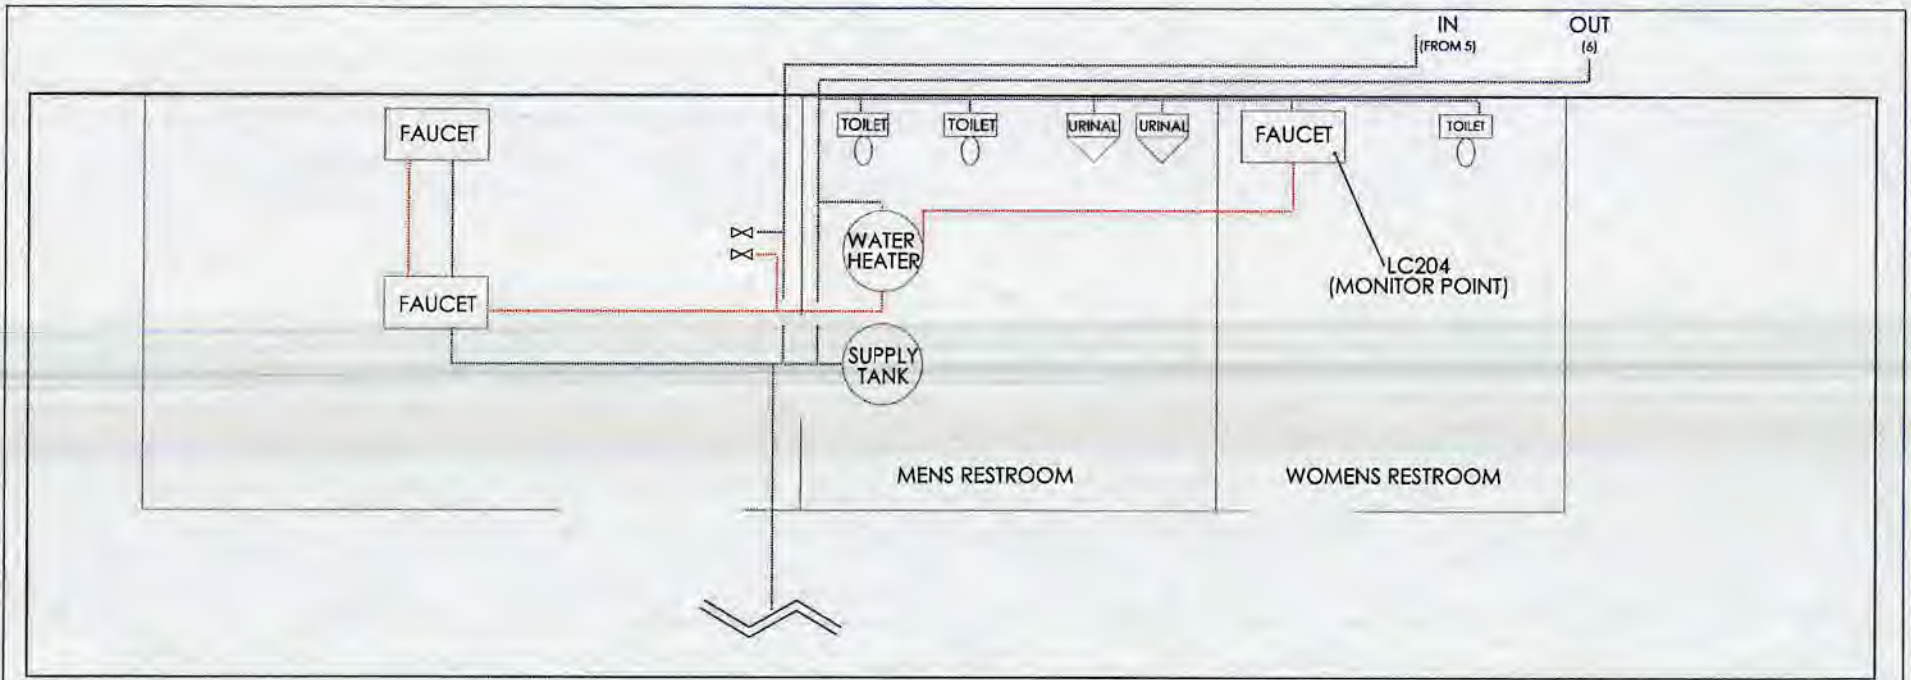 IN
(FROM 5)
OUT
(6)
FAUCET
TOILET
TOILET
URINAL
URINAL
FAUCET
TOILET
WATER
HEATER
LC204
(MONITOR POINT)
FAUCET
SUPPLY
TANK
MENS RESTROOM
WOMENS RESTROOM